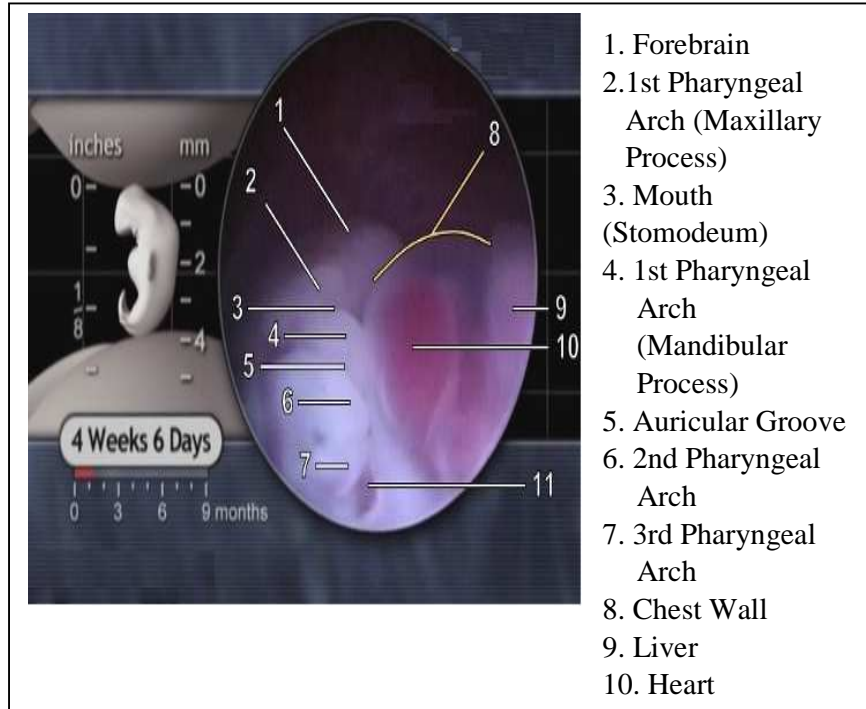 1
2
3
4
5
6
7
8
9
10
11
inches
mm
0
0
2
1
8
4
4 Weeks 6 Days
0 3 6 9 months
1. Forebrain
2.1st Pharyngeal
Arch (Maxillary
Process)
3. Mouth
(Stomodeum)
4. 1st Pharyngeal
Arch
(Mandibular
Process)
5. Auricular Groove
6. 2nd Pharyngeal
Arch
7. 3rd Pharyngeal
Arch
8. Chest Wall
9. Liver
10. Heart